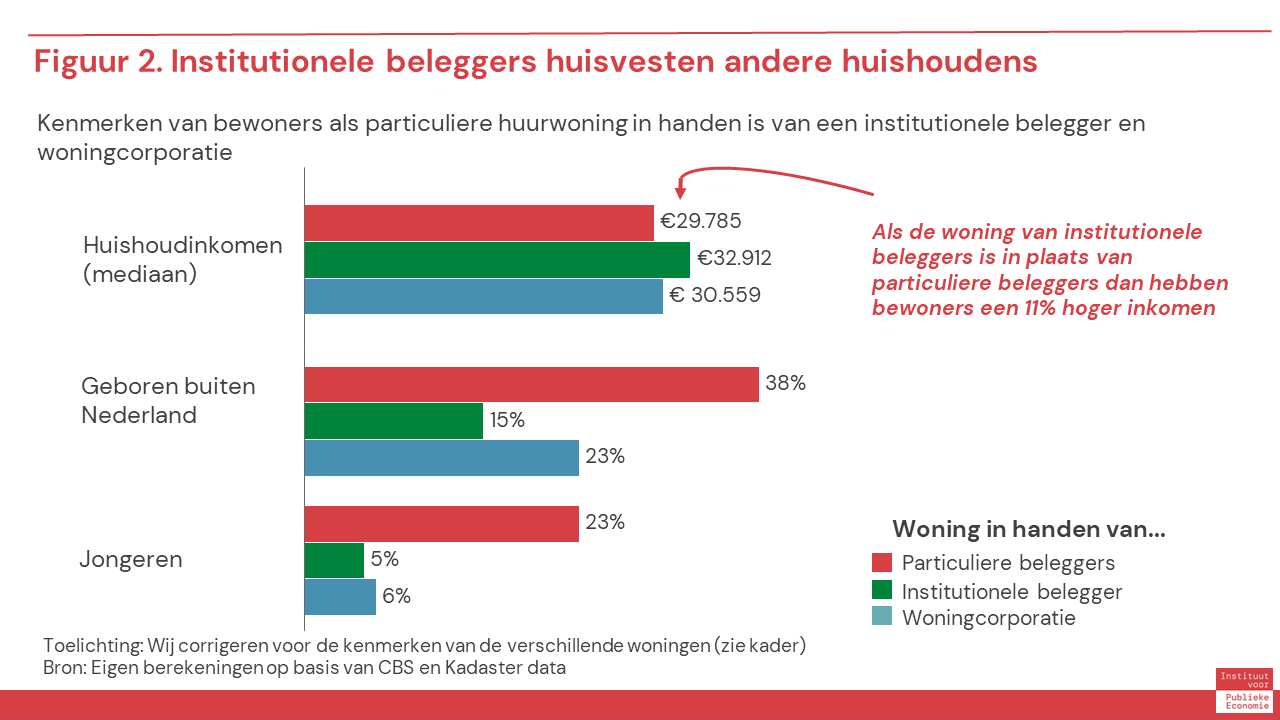 Figuur 2. Institutionele beleggers huisvesten andere huishoudens
Kenmerken van bewoners als particuliere huurwoning in handen is van een institutionele belegger en
woningcorporatie
Huishoudinkomen
(mediaan)
€29.785
€32.912
€ 30.559
Als de woning van institutionele
beleggers is in plaats van
particuliere beleggers dan hebben
bewoners een 11% hoger inkomen
Geboren buiten
Nederland
38%
15%
23%
Jongeren
23%
5%
6%
Woning in handen van...
Particuliere beleggers
Institutionele belegger
Woningcorporatie
Toelichting: Wij corrigeren voor de kenmerken van de verschillende woningen (zie kader)
Bron: Eigen berekeningen op basis van CBS en Kadaster data
Instituut
voor
Publieke
Economie